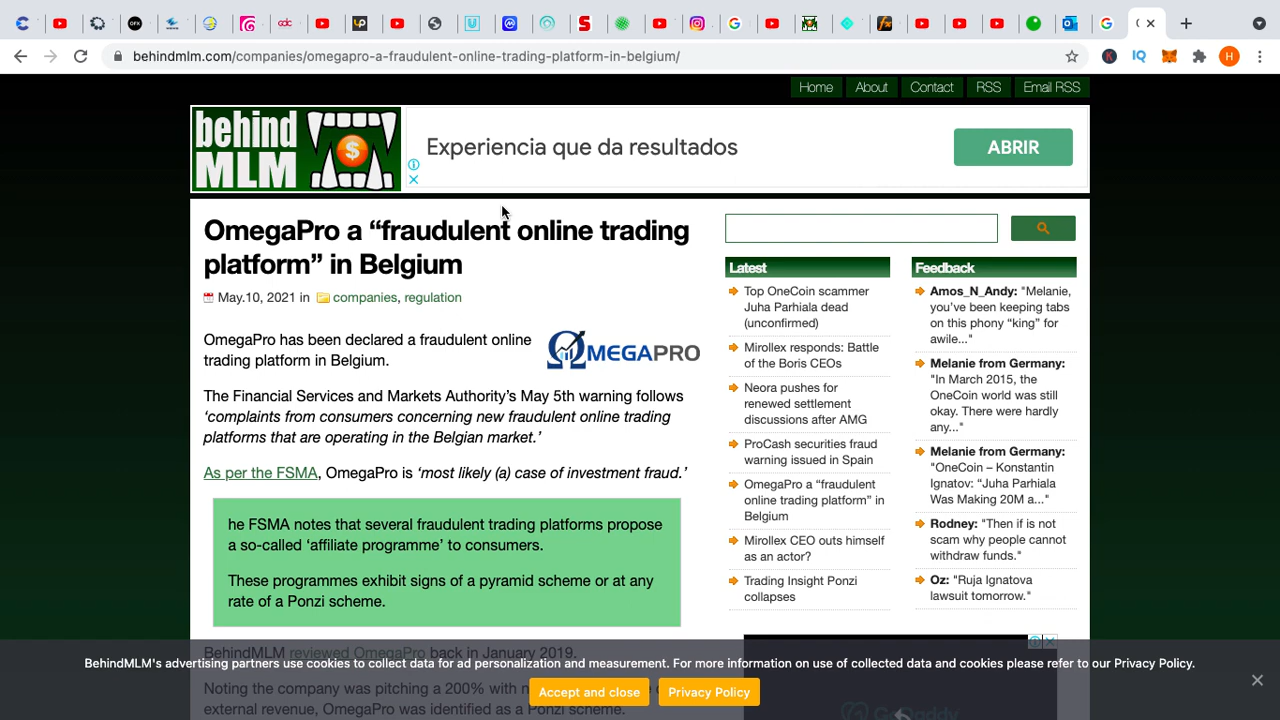 behindmlm.com/companies/omegapro-a-fraudulent-online-trading-platform-in-belgium/
Home
About
Contact
RSS
Email RSS
behind
MLM
Experiencia que da resultados
ABRIR
OmegaPro a “fraudulent online trading
platform” in Belgium
May.10, 2021 in companies, regulation
OmegaPro has been declared a fraudulent online
trading platform in Belgium.
MEGAPRO
The Financial Services and Markets Authority’s May 5th warning follows
‘complaints from consumers concerning new fraudulent online trading
platforms that are operating in the Belgian market.’
As per the FSMA, OmegaPro is ‘most likely (a) case of investment fraud.’
he FSMA notes that several fraudulent trading platforms propose
a so-called ‘affiliate programme’ to consumers.
These programmes exhibit signs of a pyramid scheme or at any
rate of a Ponzi scheme.
BehindMLM reviewed OmegaPro back in January 2019.
Noting the company was pitching a 200% with
external revenue, OmegaPro was identified as a Ponzi scheme.
Latest
Top OneCoin scammer
Juha Parhiala dead
(unconfirmed)
Mirollex responds: Battle
of the Boris CEOs
Neora pushes for
renewed settlement
discussions after AMG
ProCash securities fraud
warning issued in Spain
OmegaPro a “fraudulent
online trading platform” in
Belgium
Mirollex CEO outs himself
as an actor?
Trading Insight Ponzi
collapses
Feedback
Amos_N_Andy: "Melanie,
you’ve been keeping tabs
on this phony “king” for
awile..."
Melanie from Germany:
"In March 2015, the
OneCoin world was still
okay. There were hardly
any..."
Melanie from Germany:
"OneCoin – Konstantin
Ignatov: “Juha Parhiala
Was Making 20M a..."
Rodney: "Then if is not
scam why people cannot
withdraw funds."
Oz: "Ruja Ignatova
lawsuit tomorrow."
GoDaddy
BehindMLM's advertising partners use cookies to collect data for ad personalization and measurement. For more information on use of collected data and cookies please refer to our Privacy Policy.
Accept and close
Privacy Policy